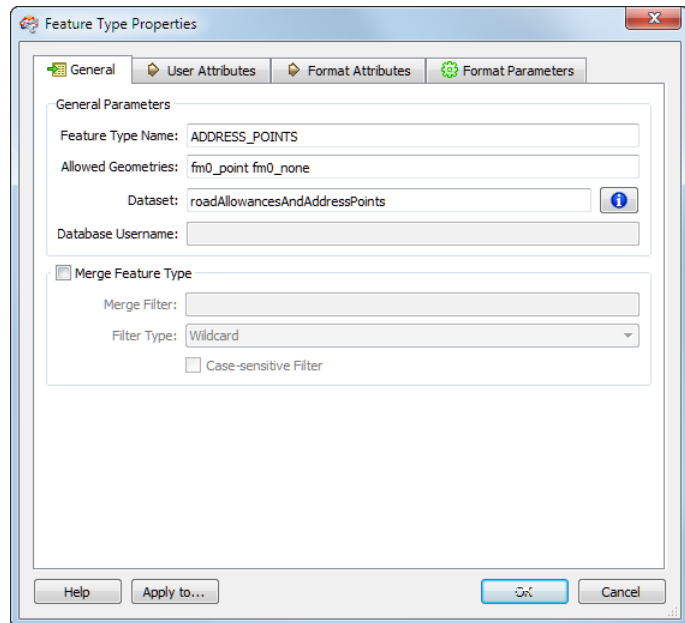 Feature Type Properties
General User Attributes Format Attributes Format Parameters
General Parameters
Feature Type Name: ADDRESS_POINTS
Allowed Geometries: fm0_point fm0_none
Dataset: roadAllowancesAndAddressPoints
Database Username:
Merge Feature Type
Merge Filter:
Filter Type: Wildcard
Case-sensitive Filter
Help Apply to... OK Cancel